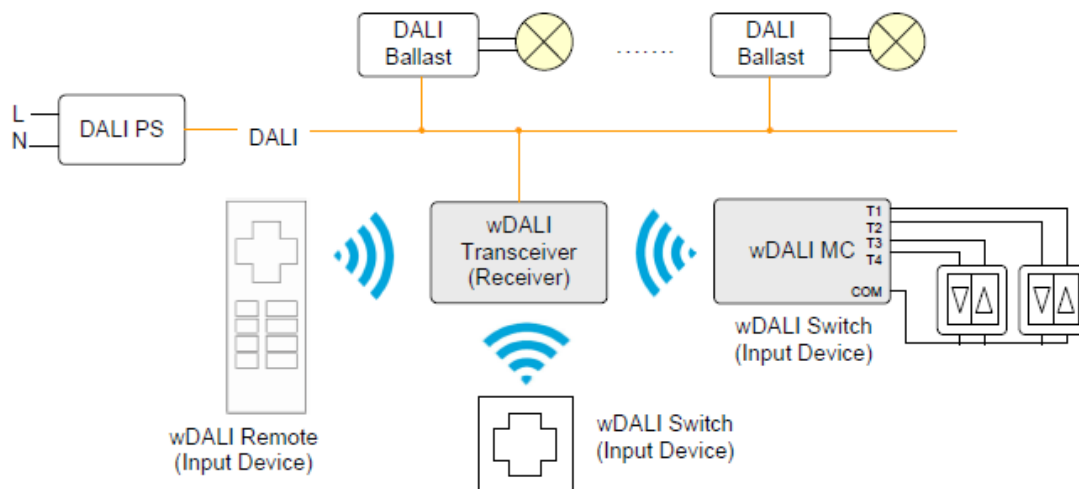 DALI
Ballast
.......
DALI
Ballast
L
N
DALI PS
DALI
wDALI
Transceiver
(Receiver)
wDALI MC
T1
T2
T3
T4
COM
wDALI Switch
(Input Device)
wDALI Remote
(Input Device)
wDALI Switch
(Input Device)